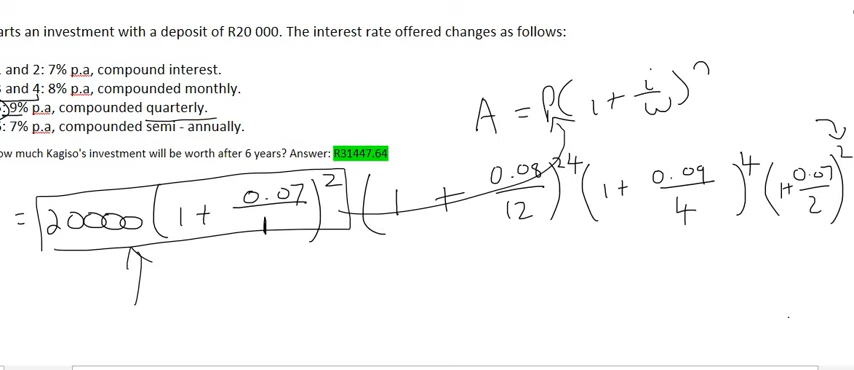 arts an investment with a deposit of R20 000. The interest rate offered changes as follows:
and 2: 7% p.a, compound interest.
and 4: 8% p.a, compounded monthly.
: 9% p.a, compounded quarterly.
: 7% p.a, compounded semi - annually.
ow much Kagiso's investment will be worth after 6 years? Answer: R31447.64
A = P(1 + i/m)^n
= 20000(1 + 0.07/1)^2 (1 + 0.08/12)^24 (1 + 0.09/4)^4 (1 + 0.07/2)^2